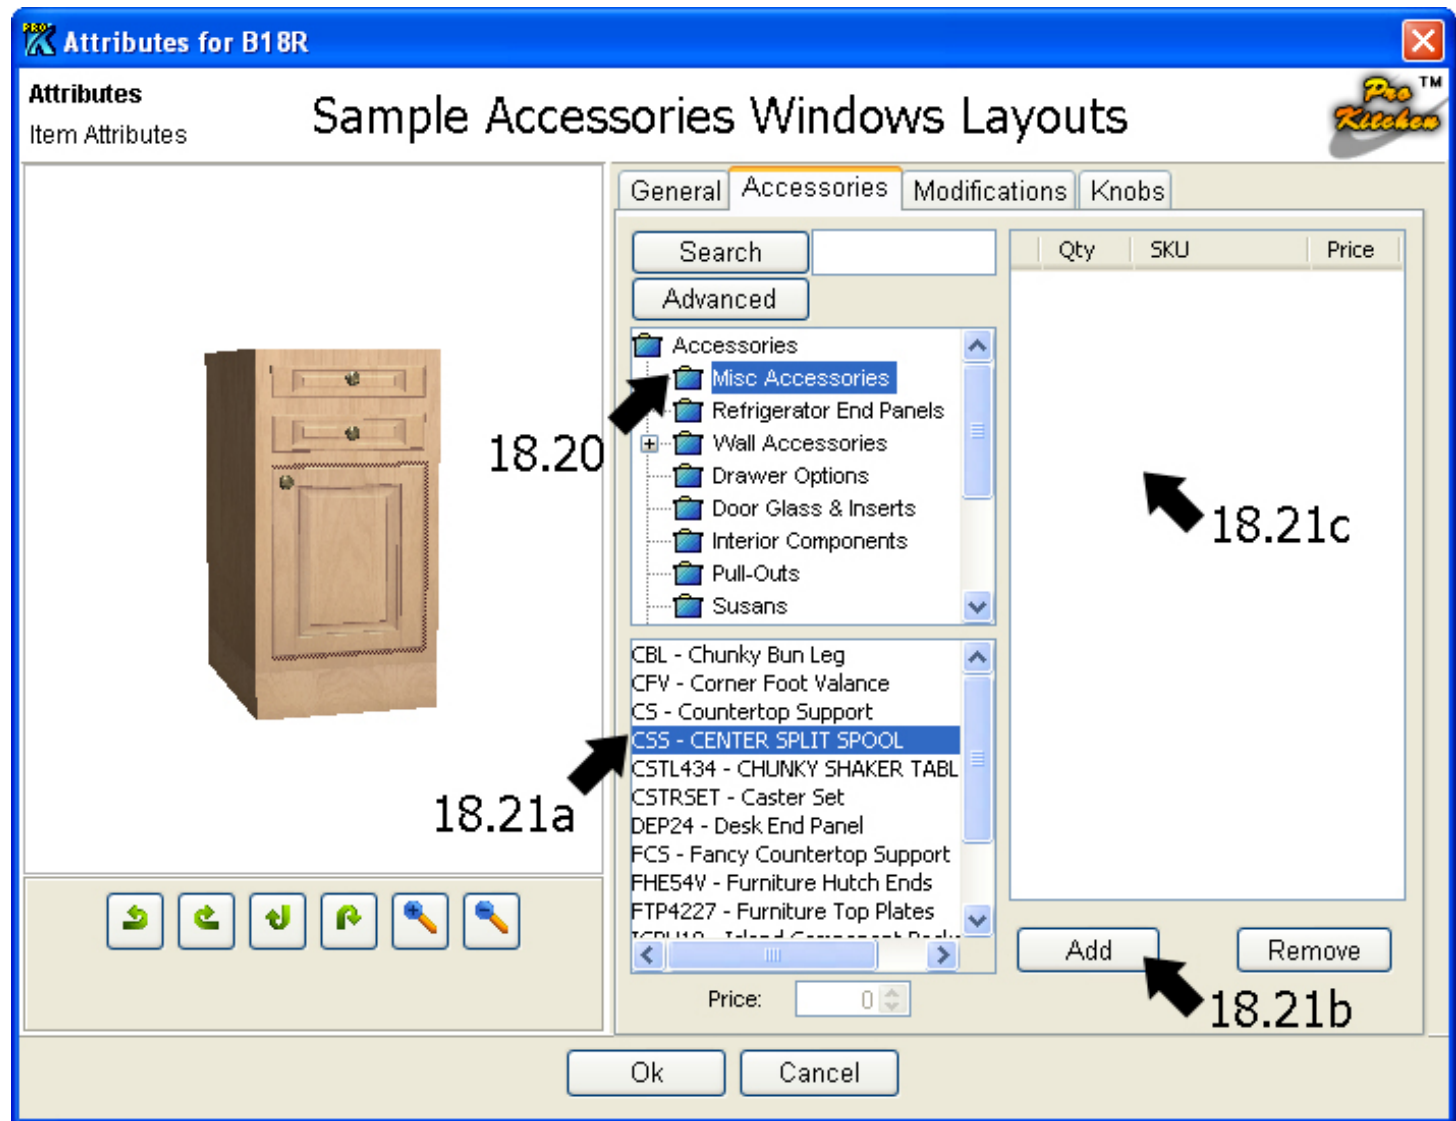 PRO K Attributes for B18R
Attributes
Item Attributes
Sample Accessories Windows Layouts
Pro Kitchen ™
General Accessories Modifications Knobs
Search
Advanced
Qty SKU Price
Accessories
Misc Accessories
Refrigerator End Panels
Wall Accessories
Drawer Options
Door Glass & Inserts
Interior Components
Pull-Outs
Susans
18.20
18.21c
CBL - Chunky Bun Leg
CFV - Corner Foot Valance
CS - Countertop Support
CSS - CENTER SPLIT SPOOL
CSTL434 - CHUNKY SHAKER TABL
CSTRSET - Caster Set
DEP24 - Desk End Panel
FCS - Fancy Countertop Support
FHE54V - Furniture Hutch Ends
FTP4227 - Furniture Top Plates
18.21a
Add
Remove
18.21b
Price: 0
Ok
Cancel